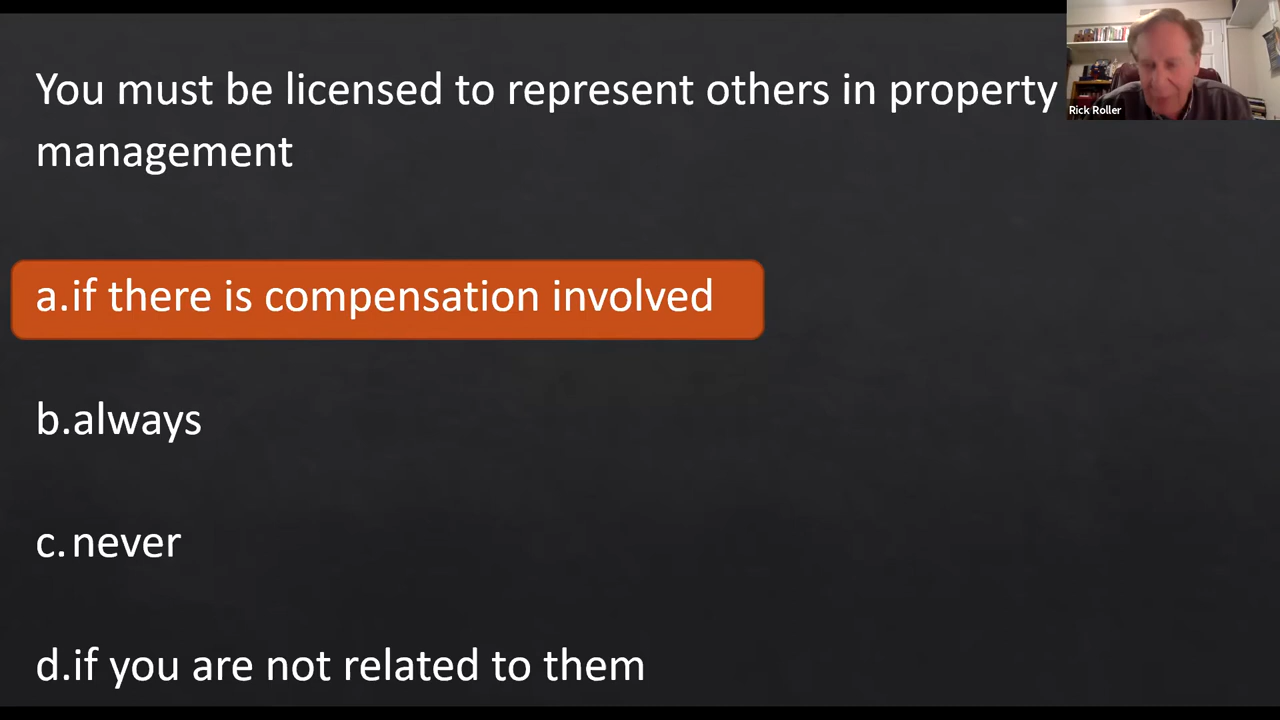 You must be licensed to represent others in property
management
a.if there is compensation involved
b.always
c.never
d.if you are not related to them
Rick Roller